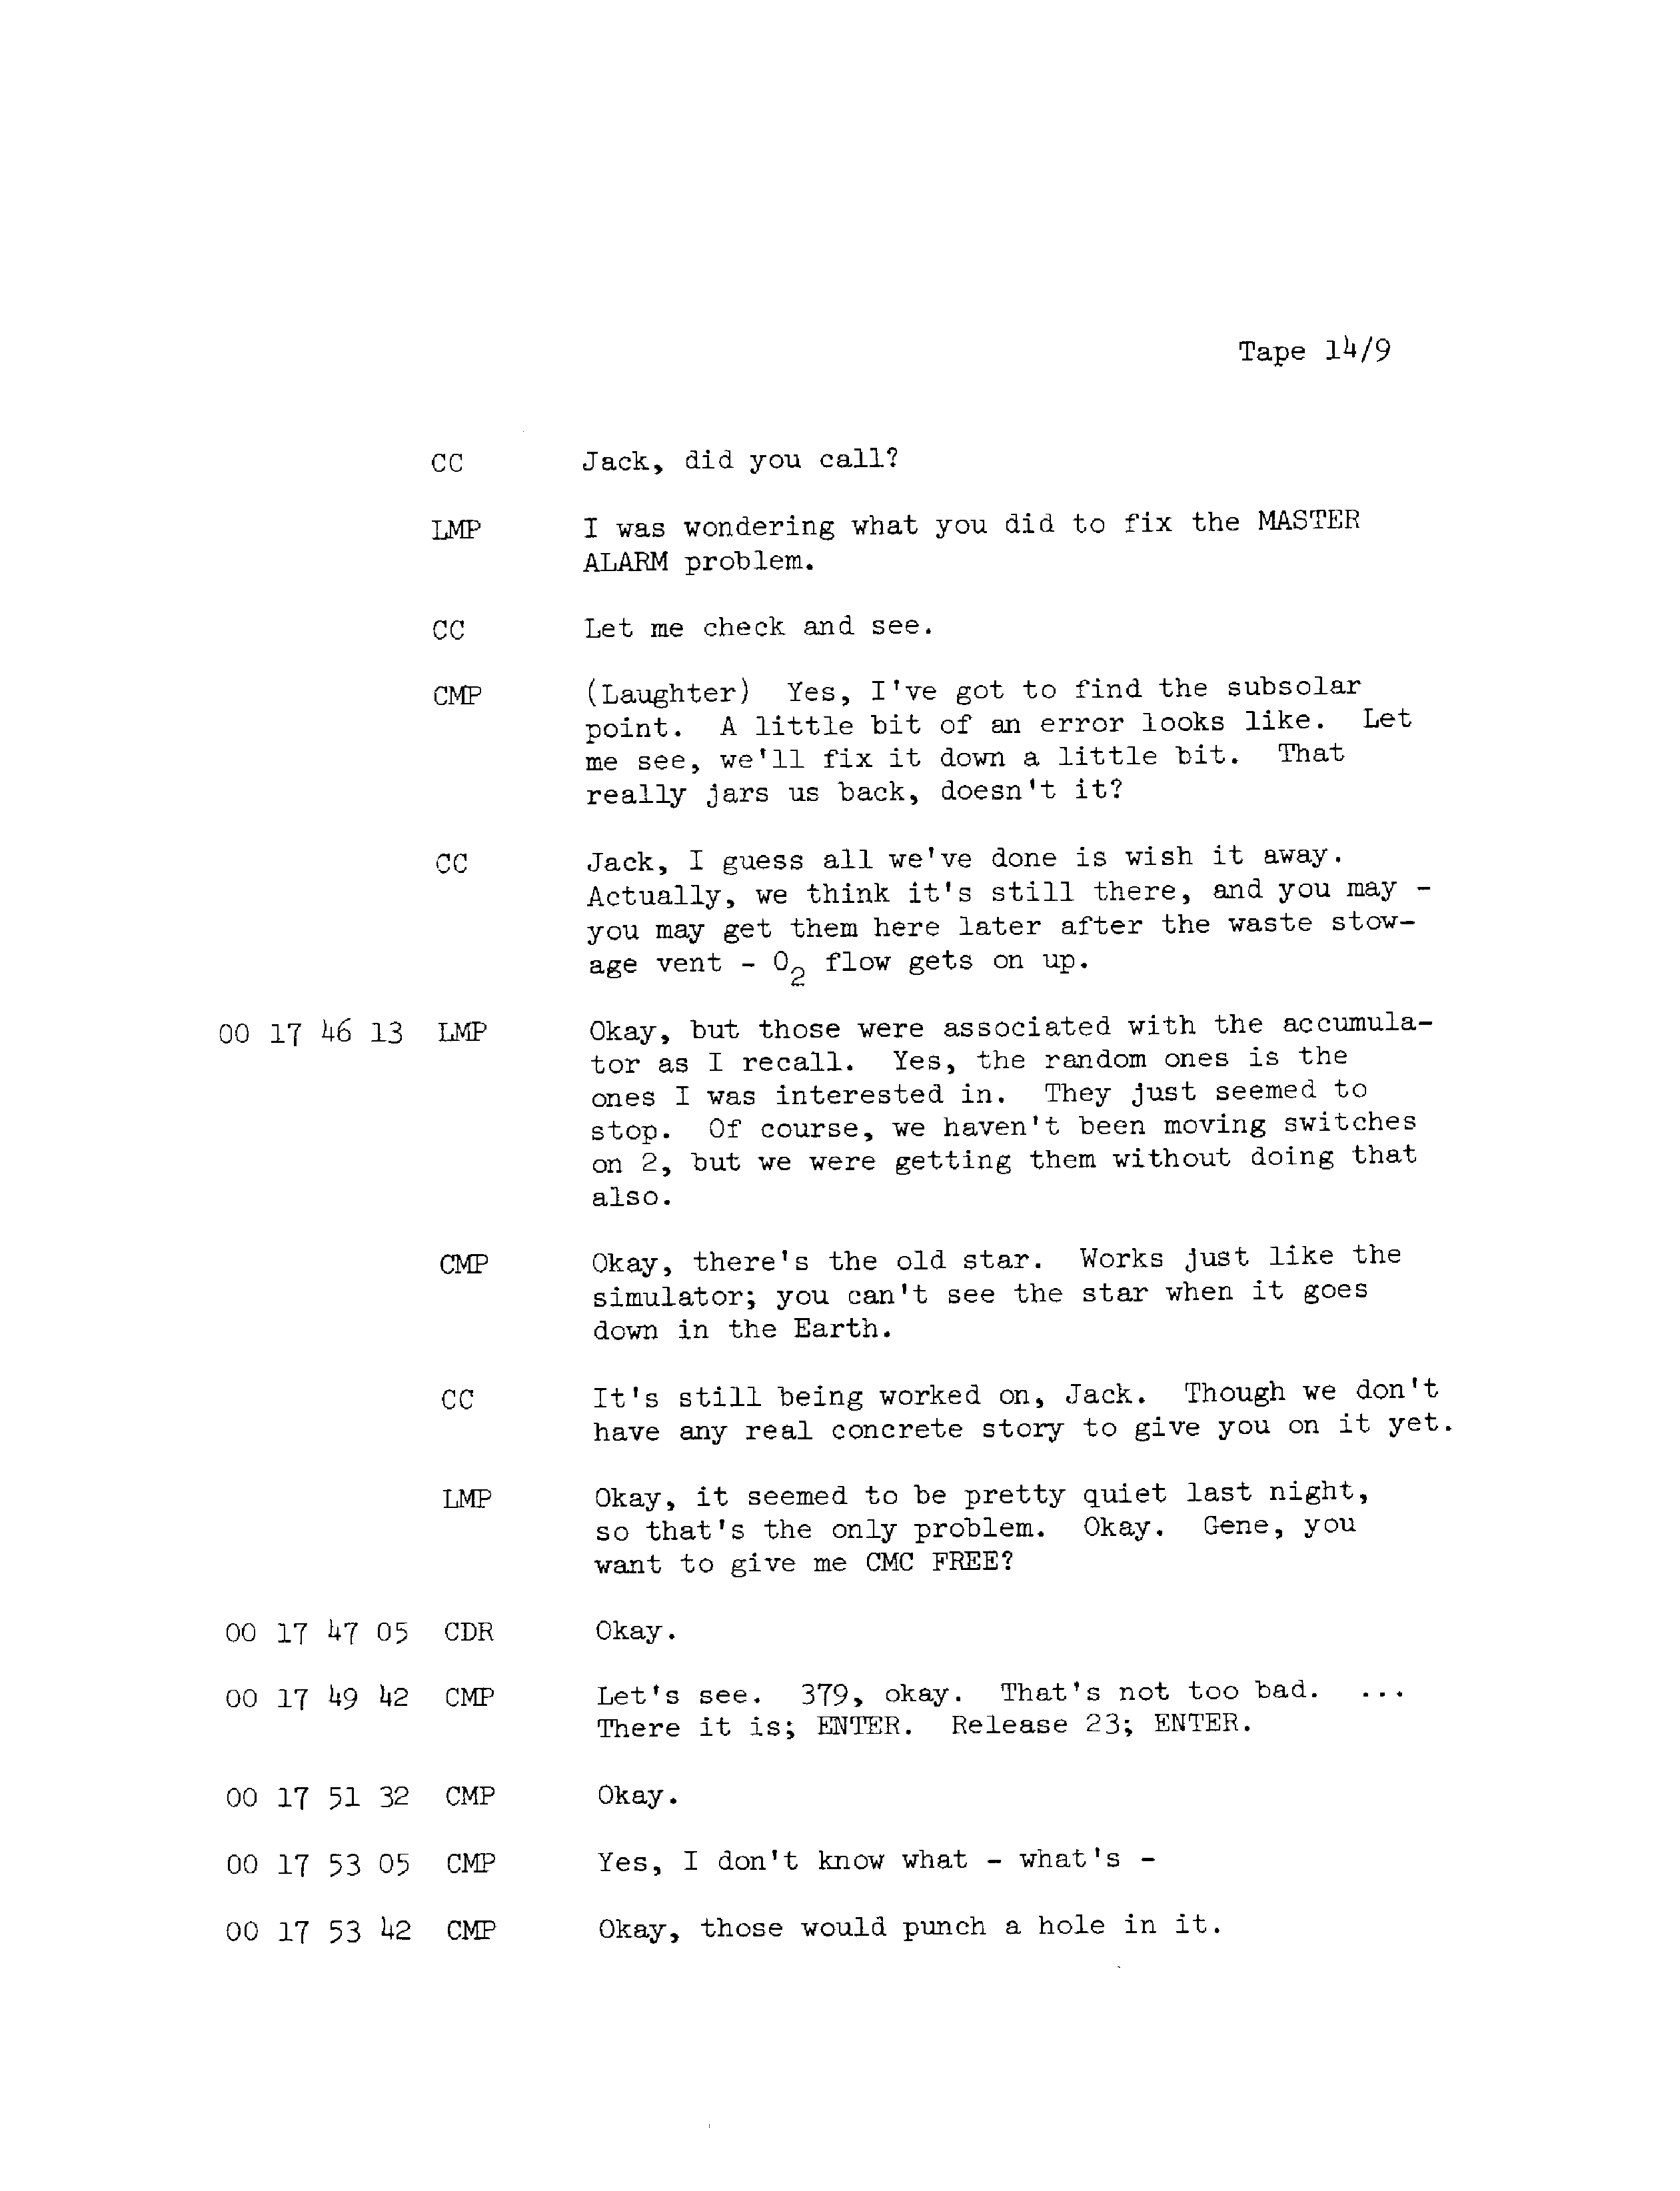 Tape 14/9
CC Jack, did you call?
LMP I was wondering what you did to fix the MASTER
ALARM problem.
CC Let me check and see.
CMP (Laughter) Yes, I've got to find the subsolar
point. A little bit of an error looks like. Let
me see, we'll fix it down a little bit. That
really jars us back, doesn't it?
CC Jack, I guess all we've done is wish it away.
Actually, we think it's still there, and you may -
you may get them here later after the waste stow-
age vent - O2 flow gets on up.
00 17 46 13 LMP Okay, but those were associated with the accumula-
tor as I recall. Yes, the random ones is the
ones I was interested in. They just seemed to
stop. Of course, we haven't been moving switches
on 2, but we were getting them without doing that
also.
CMP Okay, there's the old star. Works just like the
simulator; you can't see the star when it goes
down in the Earth.
CC It's still being worked on, Jack. Though we don't
have any real concrete story to give you on it yet.
LMP Okay, it seemed to be pretty quiet last night,
so that's the only problem. Okay. Gene, you
want to give me CMC FREE?
00 17 47 05 CDR Okay.
00 17 49 42 CMP Let's see. 379, okay. That's not too bad. ...
There it is; ENTER. Release 23; ENTER.
00 17 51 32 CMP Okay.
00 17 53 05 CMP Yes, I don't know what - what's -
00 17 53 42 CMP Okay, those would punch a hole in it.